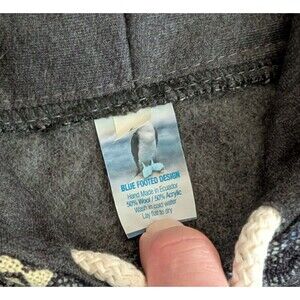 BLUE FOOTED DESIGN
Hand Made in Ecuador
50% Wool / 50% Acrylic
Wash in cold water
Lay flat to dry